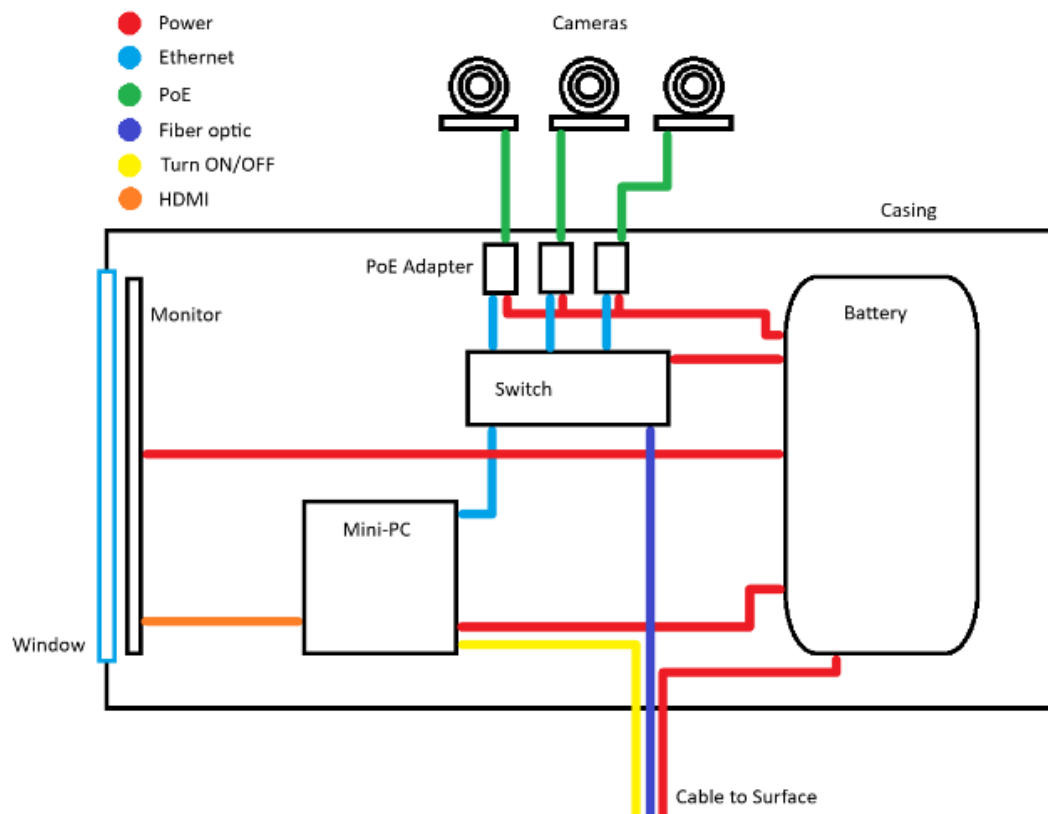 Power
Ethernet
PoE
Fiber optic
Turn ON/OFF
HDMI
Cameras
Casing
PoE Adapter
Monitor
Battery
Switch
Mini-PC
Window
Cable to Surface